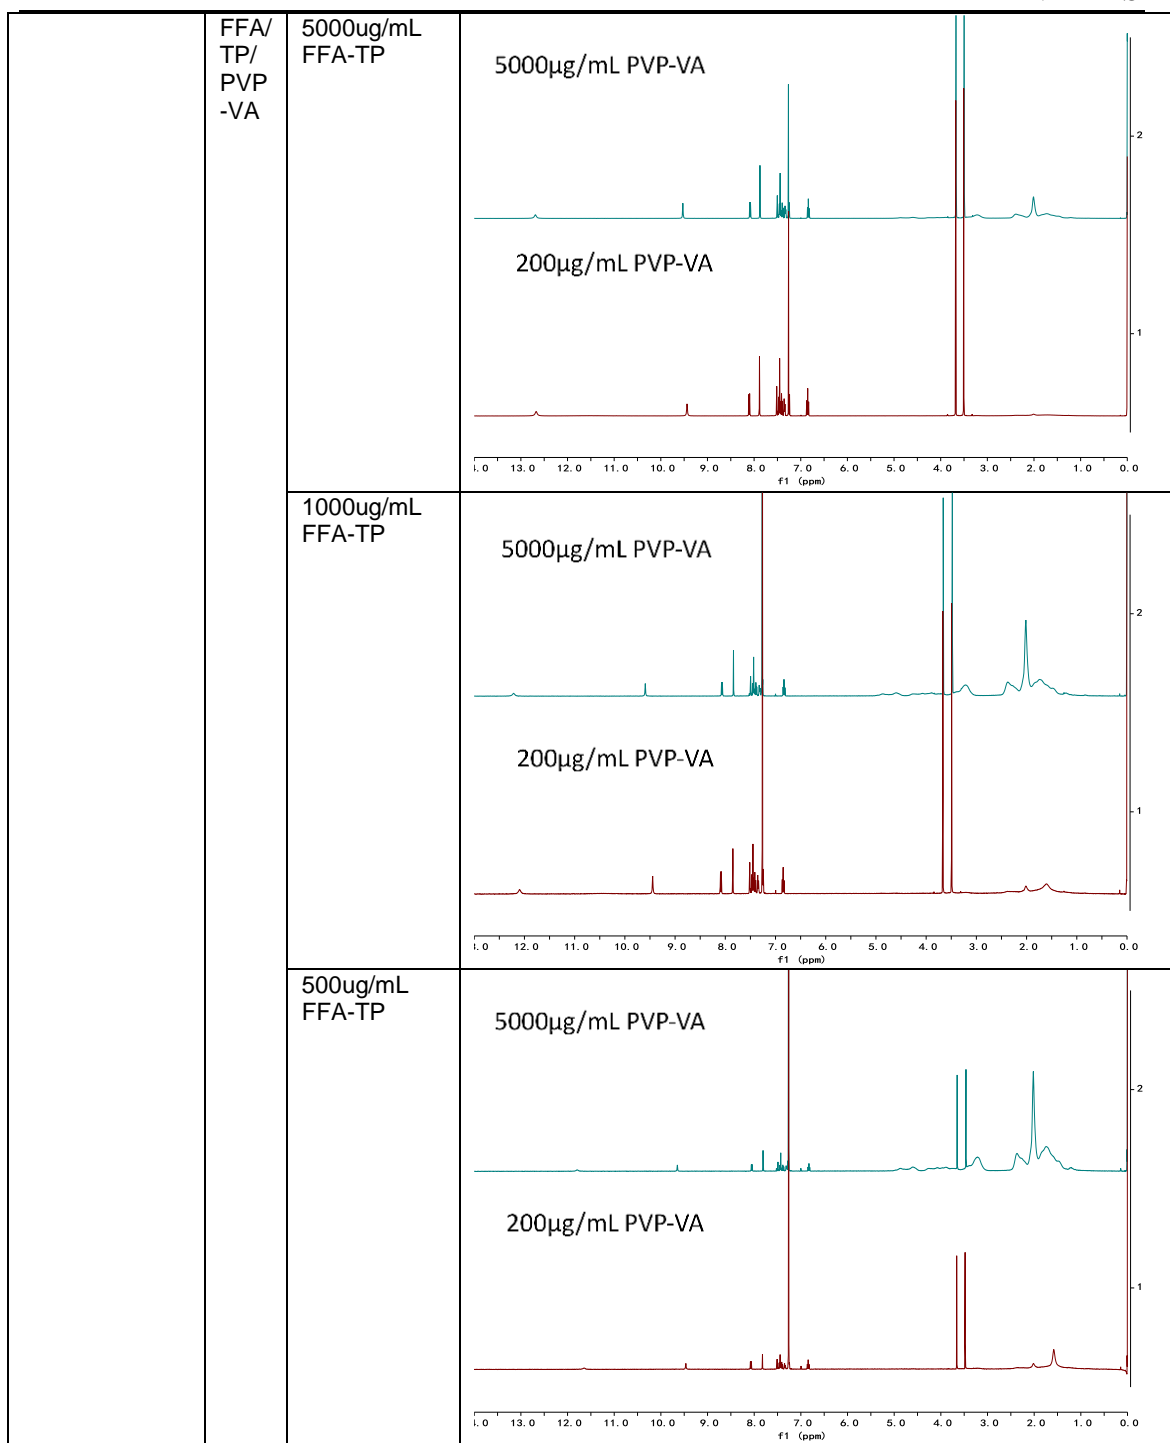 FFA/
TP/
PVP
-VA
5000ug/mL
FFA-TP
5000µg/mL PVP-VA
2
200µg/mL PVP-VA
1
4.0 13.0 12.0 11.0 10.0 9.0 8.0 7.0 6.0 5.0 4.0 3.0 2.0 1.0 0.0
f1 (ppm)
1000ug/mL
FFA-TP
5000µg/mL PVP-VA
2
200µg/mL PVP-VA
1
4.0 12.0 11.0 10.0 9.0 8.0 7.0 6.0 5.0 4.0 3.0 2.0 1.0 0.0
f1 (ppm)
500ug/mL
FFA-TP
5000µg/mL PVP-VA
2
200µg/mL PVP-VA
1
4.0 13.0 12.0 11.0 10.0 9.0 8.0 7.0 6.0 5.0 4.0 3.0 2.0 1.0 0.0
f1 (ppm)